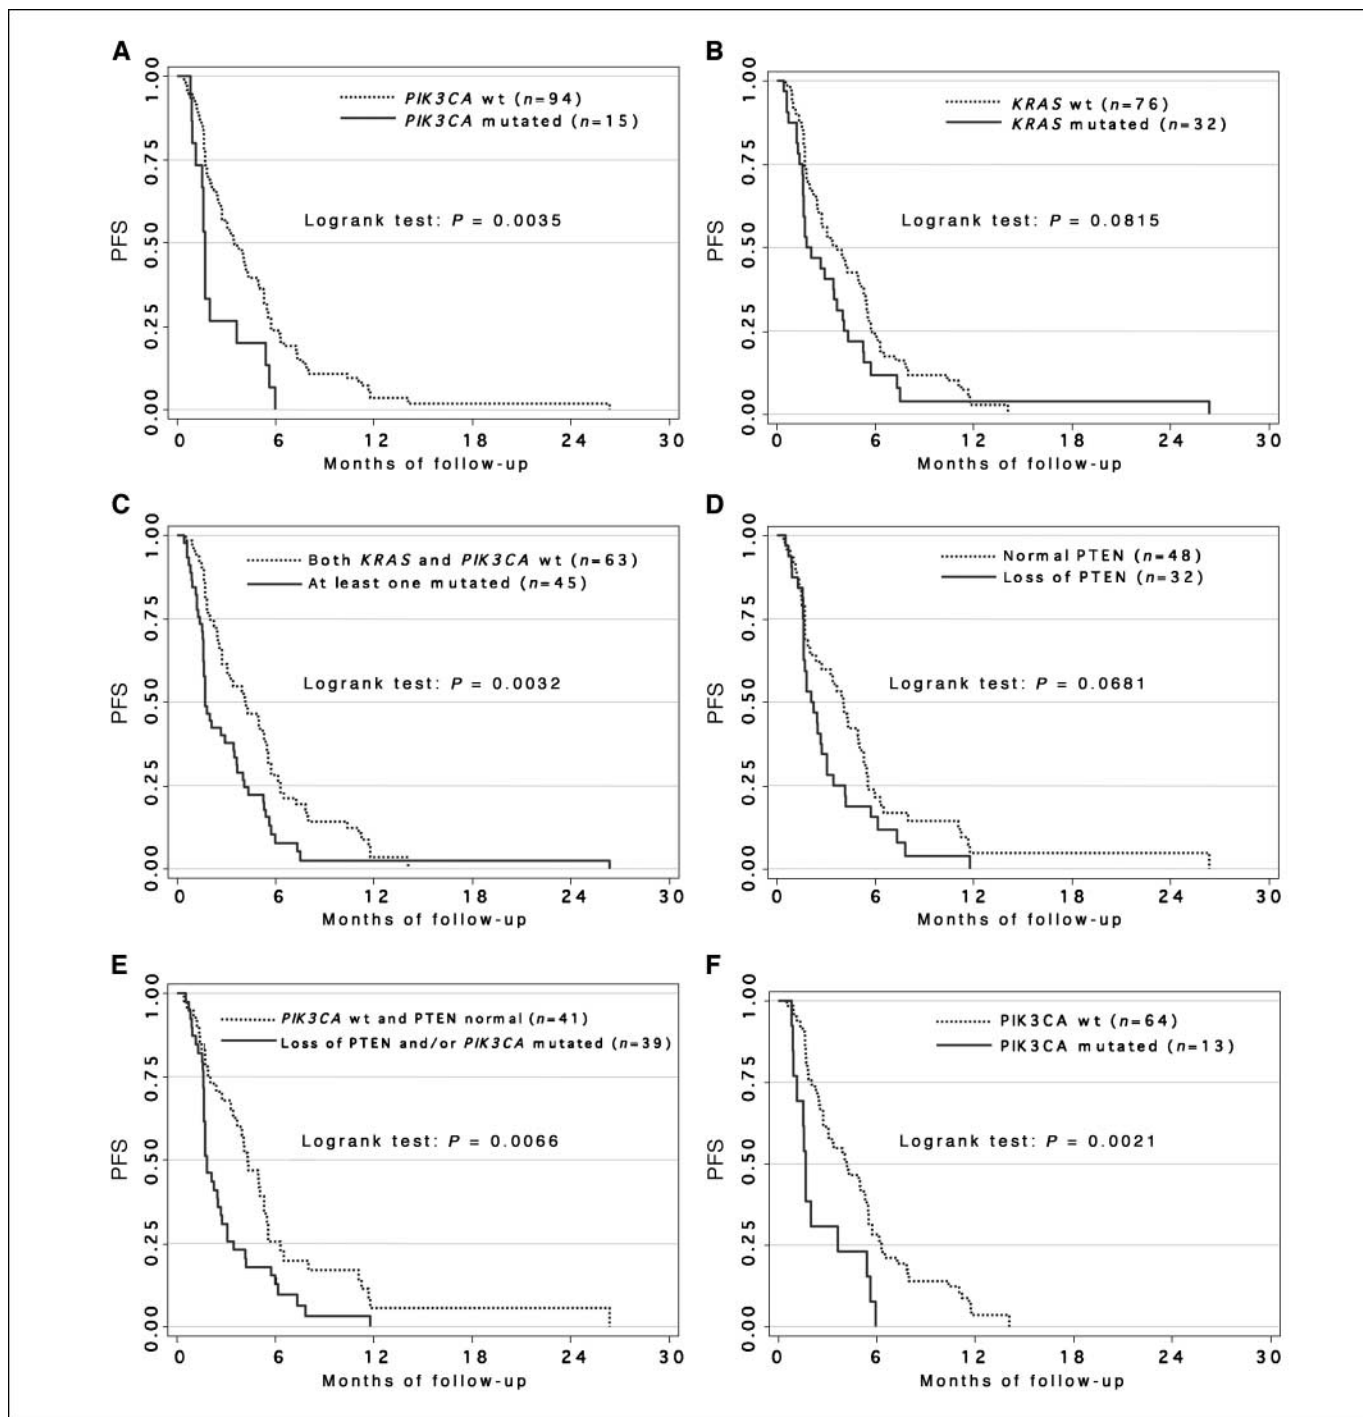 A
PIK3CA wt (n=94)
PIK3CA mutated (n=15)
Logrank test: P = 0.0035
PFS
1.00
0.75
0.50
0.25
0.00
0 6 12 18 24 30
Months of follow-up
B
KRAS wt (n=76)
KRAS mutated (n=32)
Logrank test: P = 0.0815
PFS
1.00
0.75
0.50
0.25
0.00
0 6 12 18 24 30
Months of follow-up
C
Both KRAS and PIK3CA wt (n=63)
At least one mutated (n=45)
Logrank test: P = 0.0032
PFS
1.00
0.75
0.50
0.25
0.00
0 6 12 18 24 30
Months of follow-up
D
Normal PTEN (n=48)
Loss of PTEN (n=32)
Logrank test: P = 0.0681
PFS
1.00
0.75
0.50
0.25
0.00
0 6 12 18 24 30
Months of follow-up
E
PIK3CA wt and PTEN normal (n=41)
Loss of PTEN and/or PIK3CA mutated (n=39)
Logrank test: P = 0.0066
PFS
1.00
0.75
0.50
0.25
0.00
0 6 12 18 24 30
Months of follow-up
F
PIK3CA wt (n=64)
PIK3CA mutated (n=13)
Logrank test: P = 0.0021
PFS
1.00
0.75
0.50
0.25
0.00
0 6 12 18 24 30
Months of follow-up